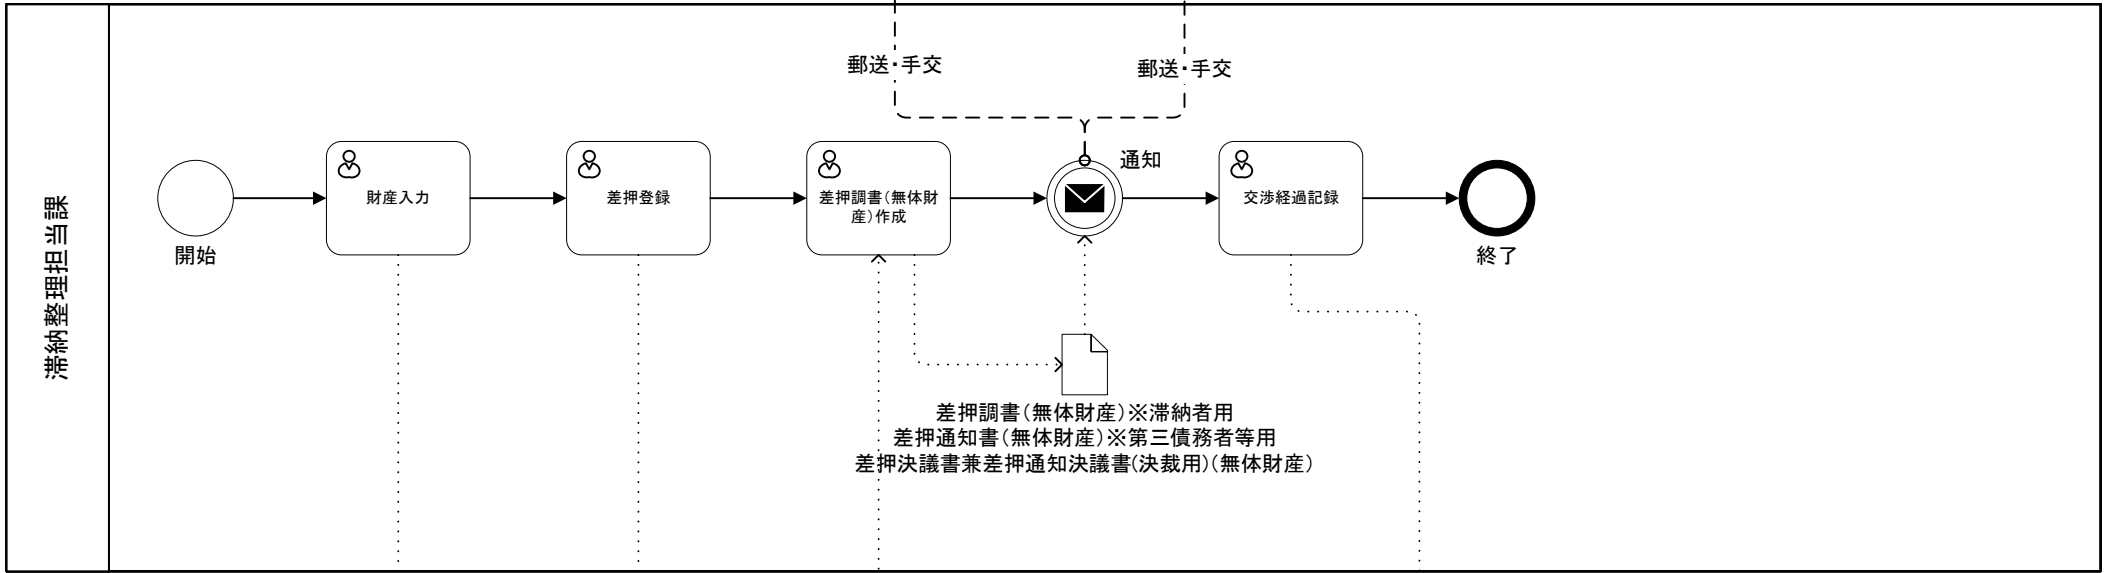 滞納整理担当課
郵送・手交
郵送・手交
通知
開始
財産入力
差押登録
差押調書(無体財
産)作成
交渉経過記録
終了
差押調書(無体財産)※滞納者用
差押通知書(無体財産)※第三債務者等用
差押決議書兼差押通知決議書(決裁用)(無体財産)